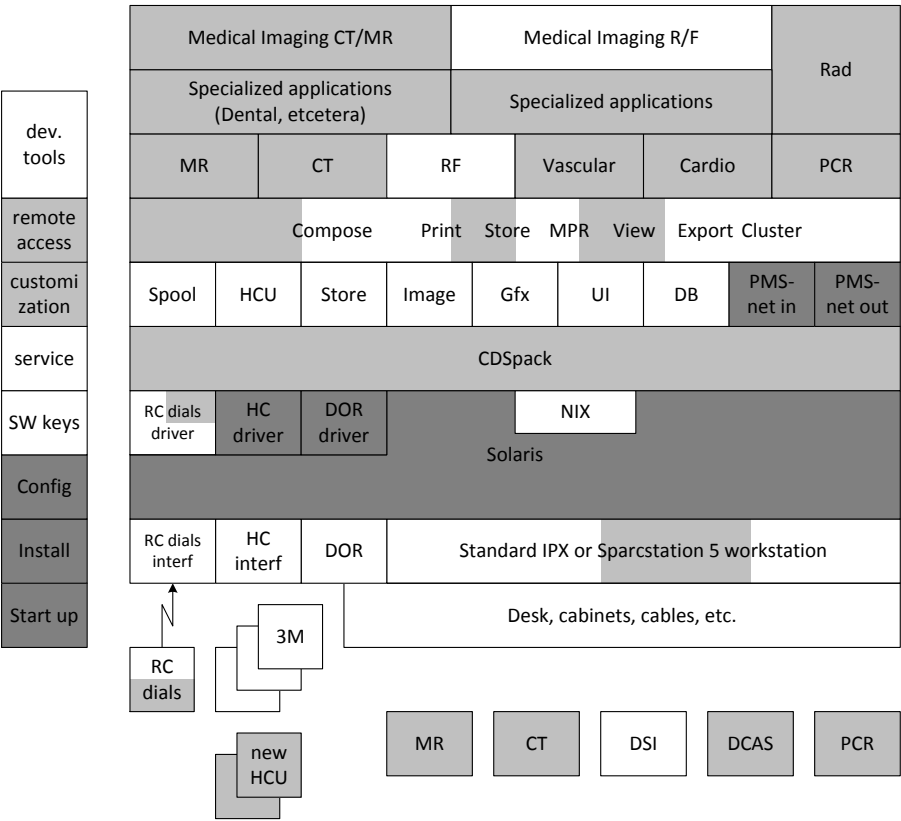 Medical Imaging CT/MR
Medical Imaging R/F
Rad
Specialized applications
(Dental, etcetera)
Specialized applications
dev.
tools
MR
CT
RF
Vascular
Cardio
PCR
remote
access
Compose Print Store MPR View Export Cluster
customi
zation
Spool
HCU
Store
Image
Gfx
UI
DB
PMS-
net in
PMS-
net out
service
CDSpack
SW keys
RC dials
driver
HC
driver
DOR
driver
NIX
Solaris
Config
Install
RC dials
interf
HC
interf
DOR
Standard IPX or Sparcstation 5 workstation
Start up
Desk, cabinets, cables, etc.
3M
RC
dials
new
HCU
MR
CT
DSI
DCAS
PCR